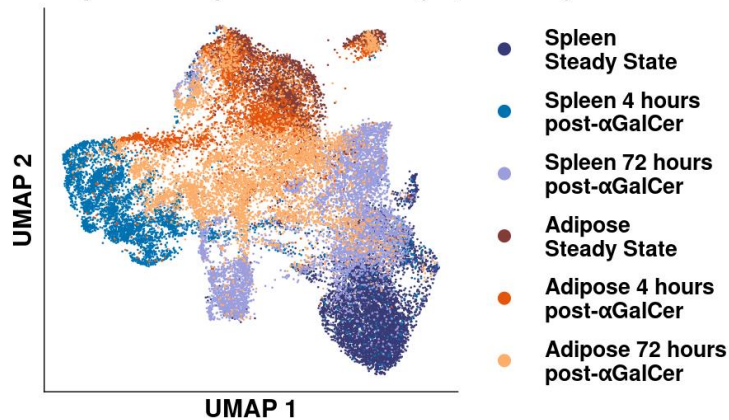 UMAP 2
UMAP 1
Spleen
Steady State
Spleen 4 hours
post-αGalCer
Spleen 72 hours
post-αGalCer
Adipose
Steady State
Adipose 4 hours
post-αGalCer
Adipose 72 hours
post-αGalCer